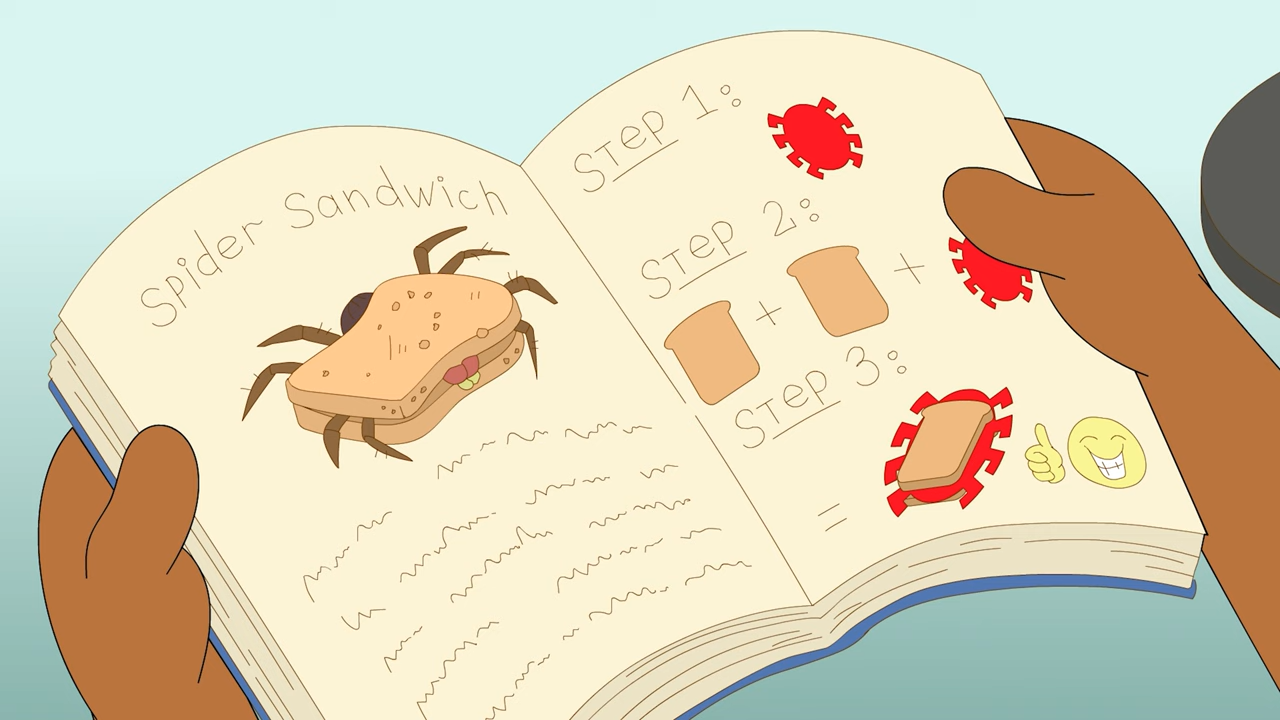 Spider Sandwich
Step 1:
Step 2:
+ +
Step 3:
=